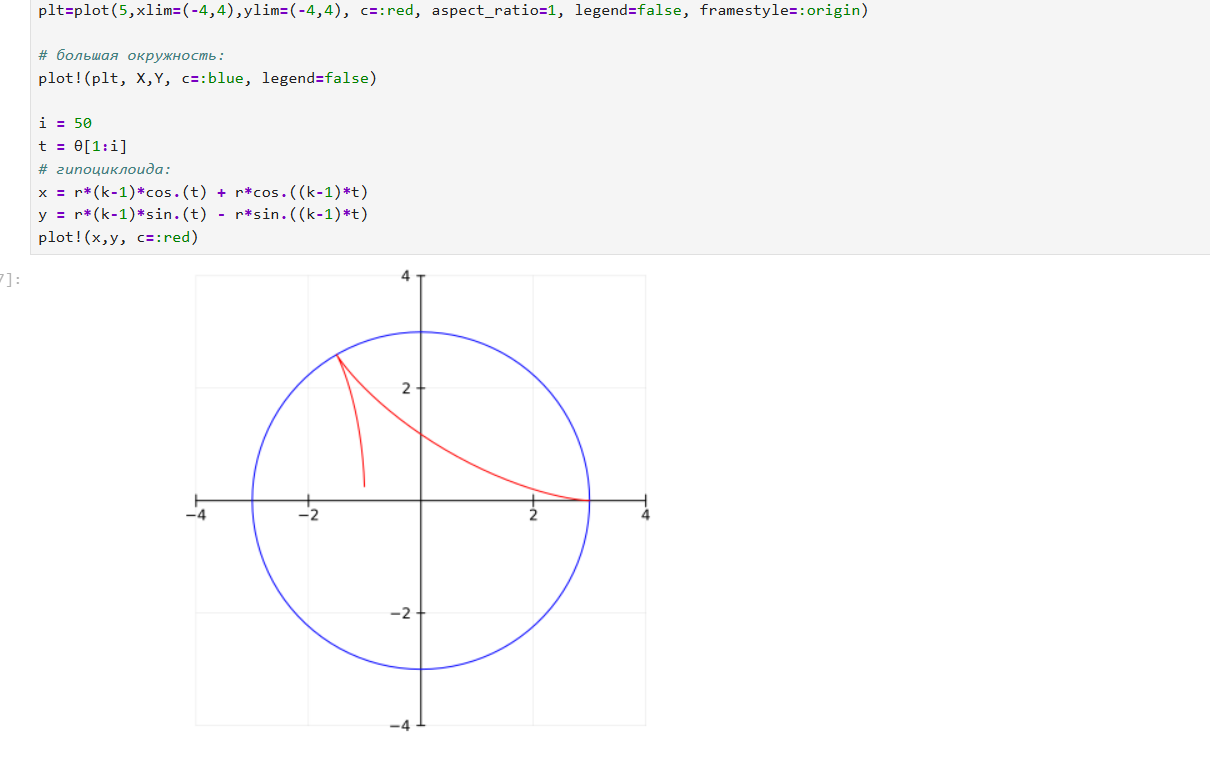 plt=plot(5,xlim=(-4,4),ylim=(-4,4), c=:red, aspect_ratio=1, legend=false, framestyle=:origin)
# большая окружность:
plot!(plt, X,Y, c=:blue, legend=false)
i = 50
t = θ[1:i]
# гипоциклоида:
x = r*(k-1)*cos.(t) + r*cos.((k-1)*t)
y = r*(k-1)*sin.(t) - r*sin.((k-1)*t)
plot!(x,y, c=:red)
7]:
4
2
−4 −2 2 4
−2
−4